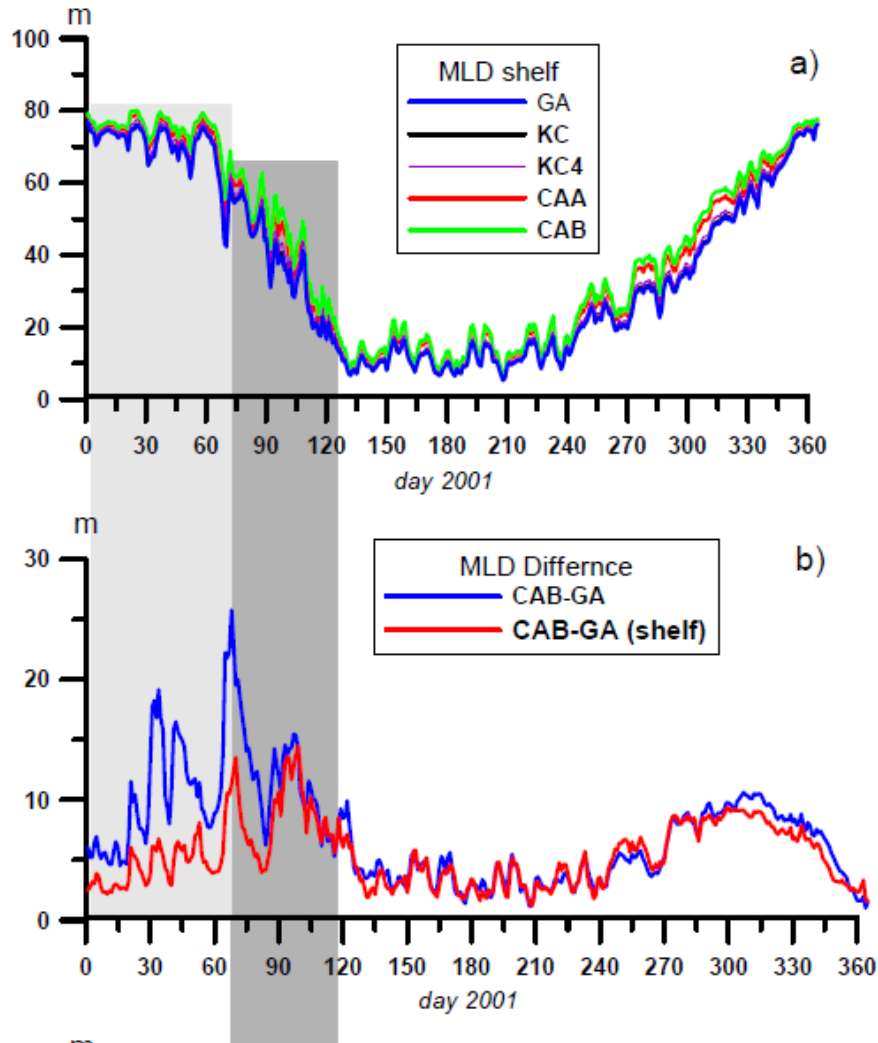 m
a)
100
80
60
40
20
0
MLD shelf
GA
KC
KC4
CAA
CAB
0 30 60 90 120 150 180 210 240 270 300 330 360
day 2001
m
b)
30
20
10
0
MLD Differnce
CAB-GA
CAB-GA (shelf)
0 30 60 90 120 150 180 210 240 270 300 330 360
day 2001